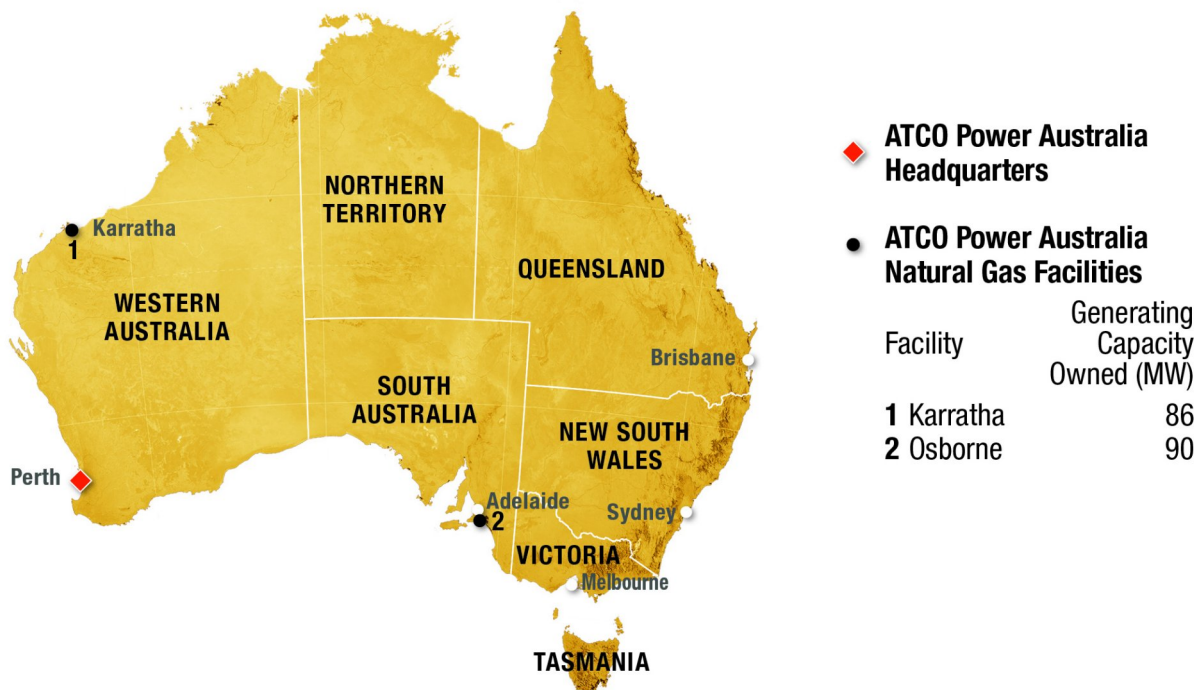 NORTHERN
TERRITORY
Karratha
1
QUEENSLAND
WESTERN
AUSTRALIA
Brisbane
SOUTH
AUSTRALIA
NEW SOUTH
WALES
Perth
Adelaide
2
Sydney
VICTORIA
Melbourne
TASMANIA
ATCO Power Australia
Headquarters
ATCO Power Australia
Natural Gas Facilities
Facility
Generating
Capacity
Owned (MW)
1 Karratha 86
2 Osborne 90